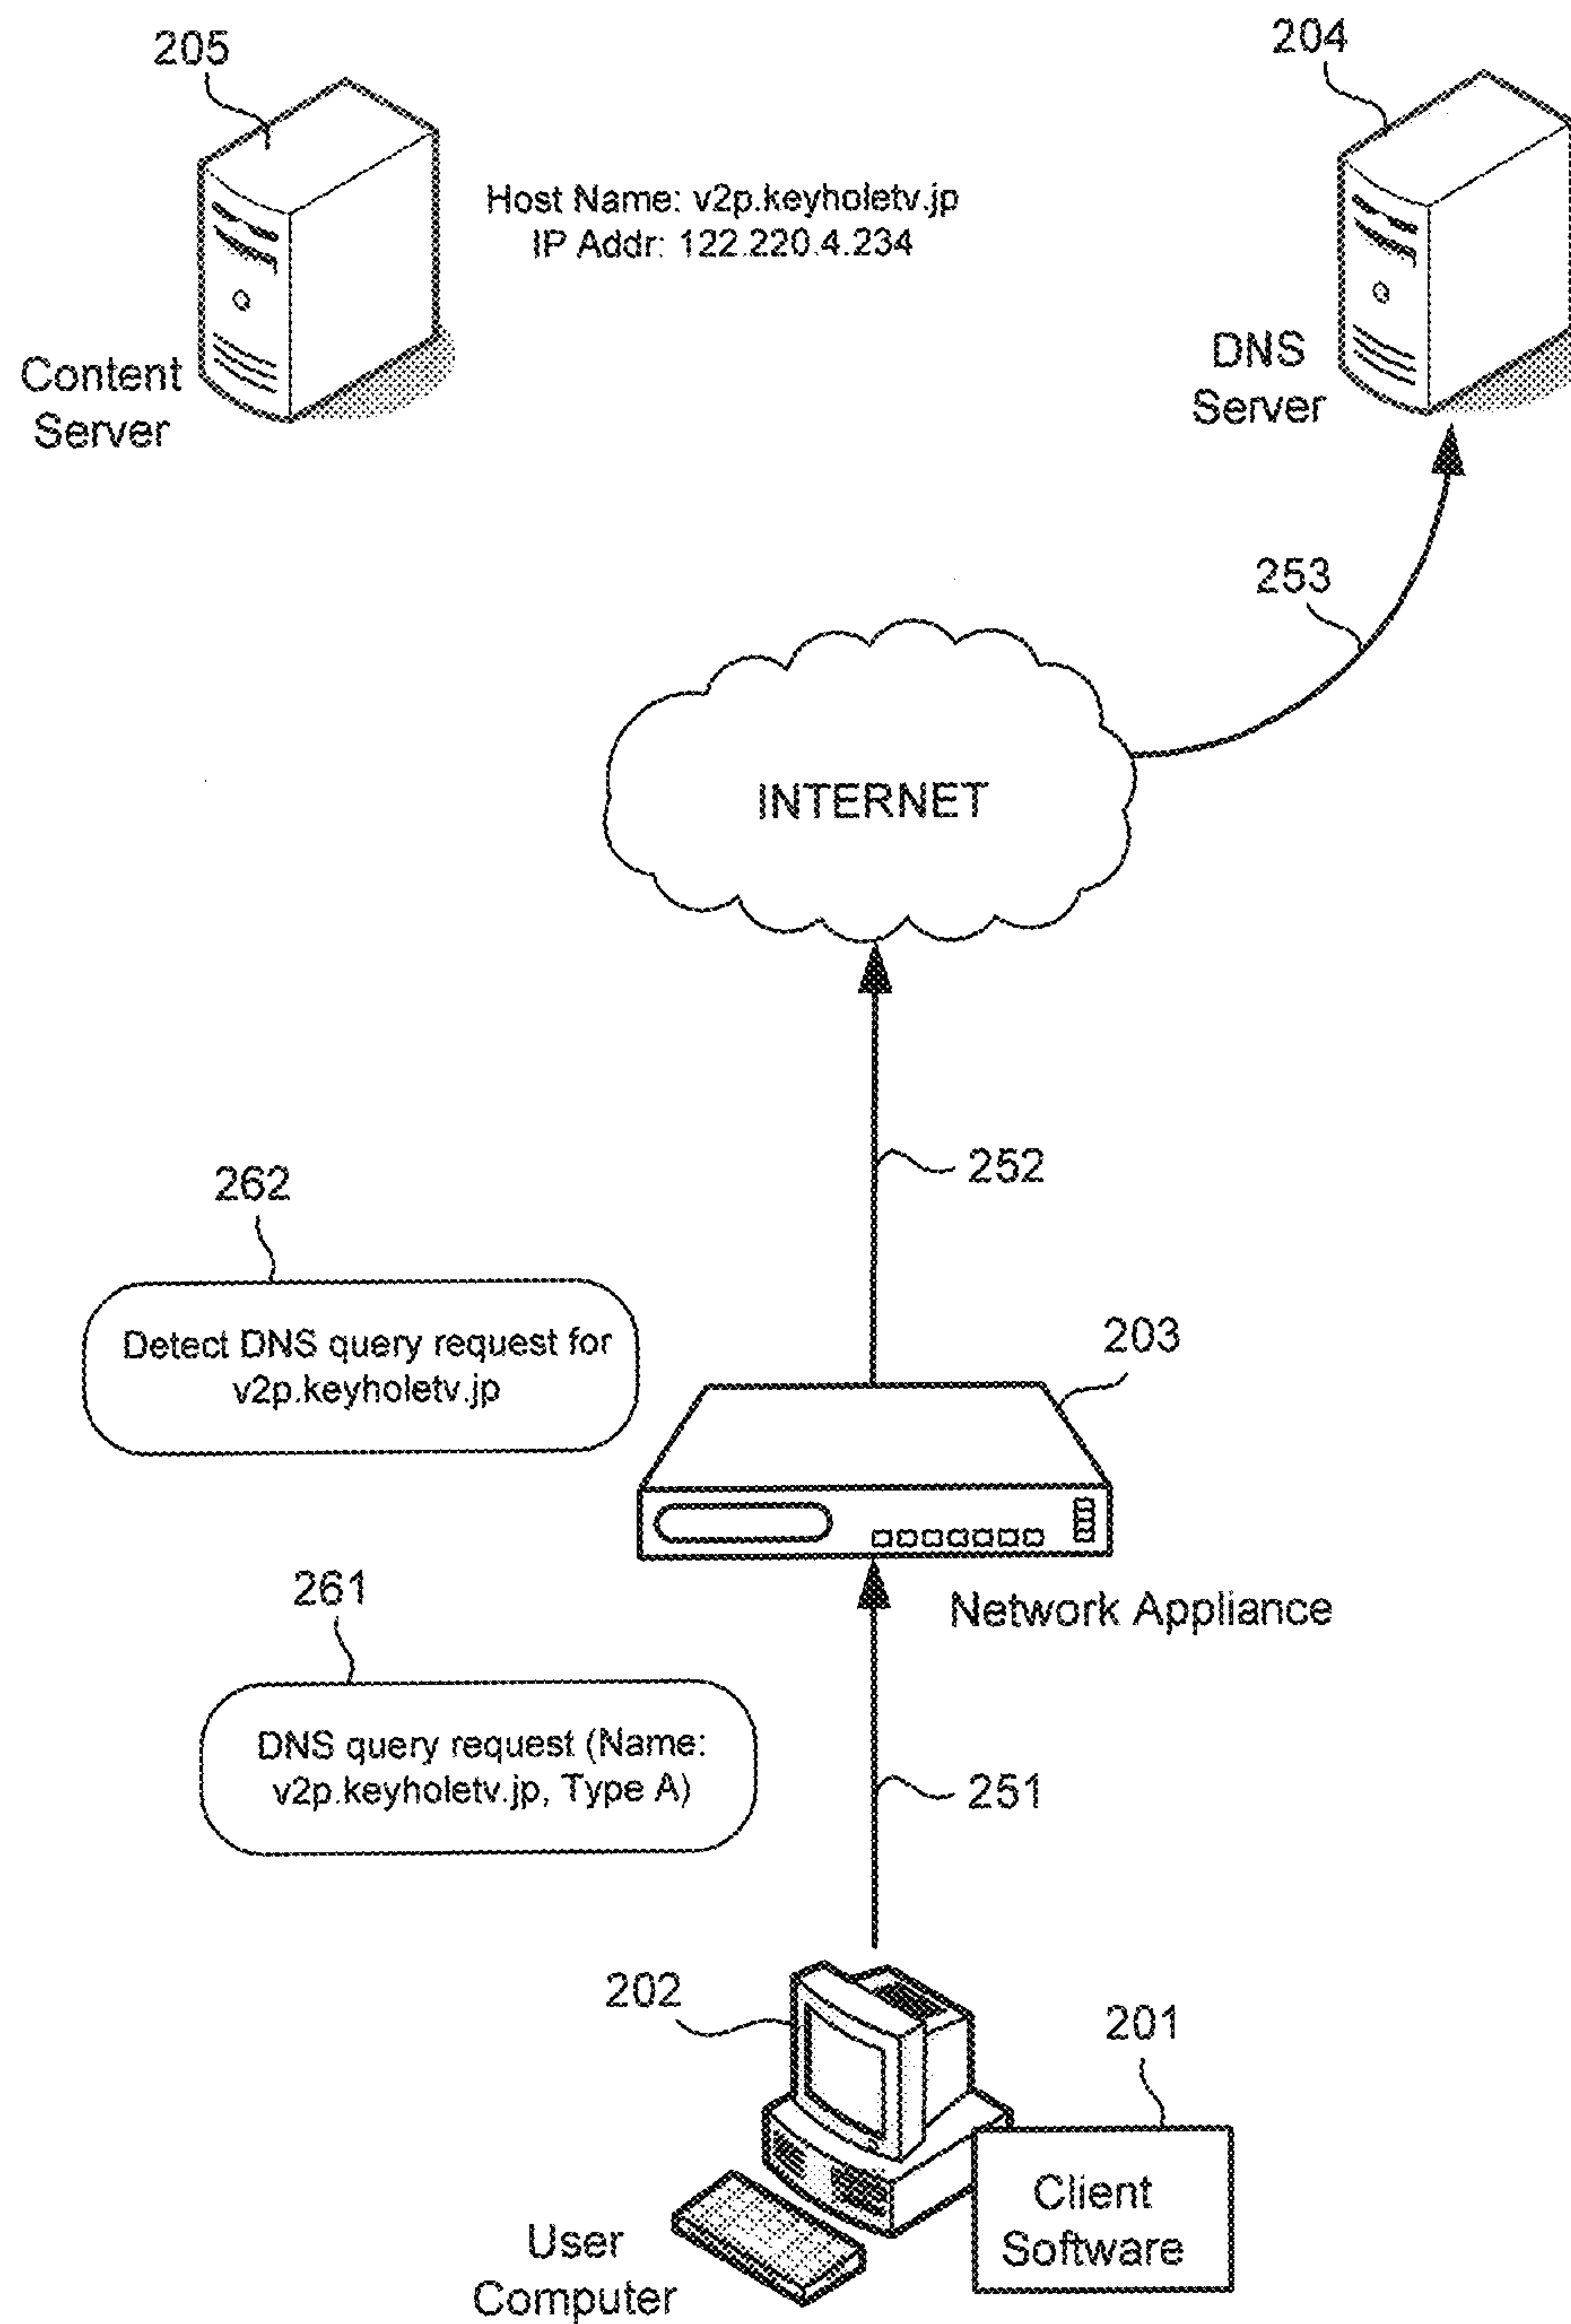 205
204
Host Name: v2p.keyholetv.jp
IP Addr: 122.220.4.234
Content
Server
DNS
Server
253
INTERNET
252
262
Detect DNS query request for
v2p.keyholetv.jp
203
261
Network Appliance
DNS query request (Name:
v2p.keyholetv.jp, Type A)
251
202
201
Client
Software
User
Computer